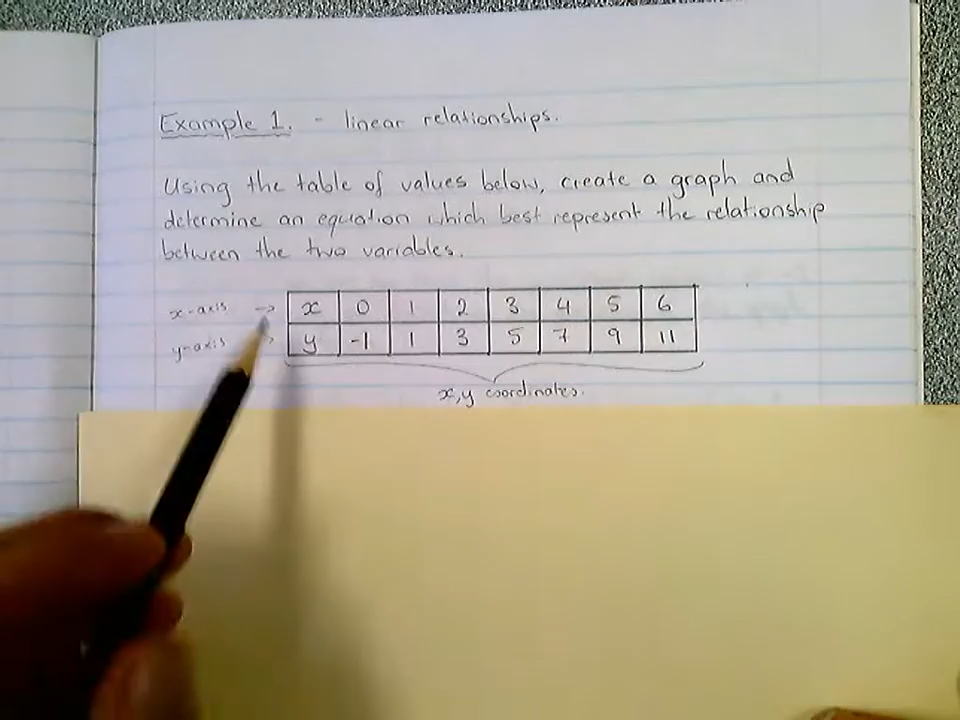 Example 1. - linear relationships.
Using the table of values below, create a graph and
determine an equation which best represent the relationship
between the two variables.
x-axis → x 0 1 2 3 4 5 6
y-axis → y -1 1 3 5 7 9 11
x,y coordinates.